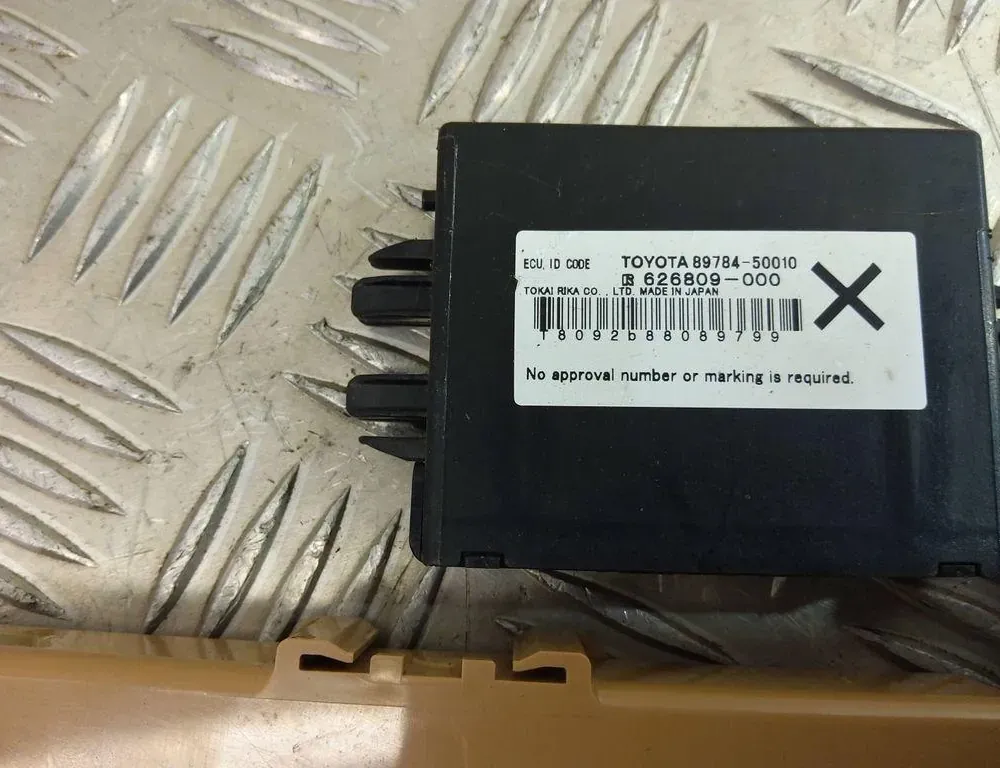 ECU, ID CODE TOYOTA 89784-50010
R 626809-000
TOKAI RIKA CO., LTD. MADE IN JAPAN
T8092b88089799
No approval number or marking is required.